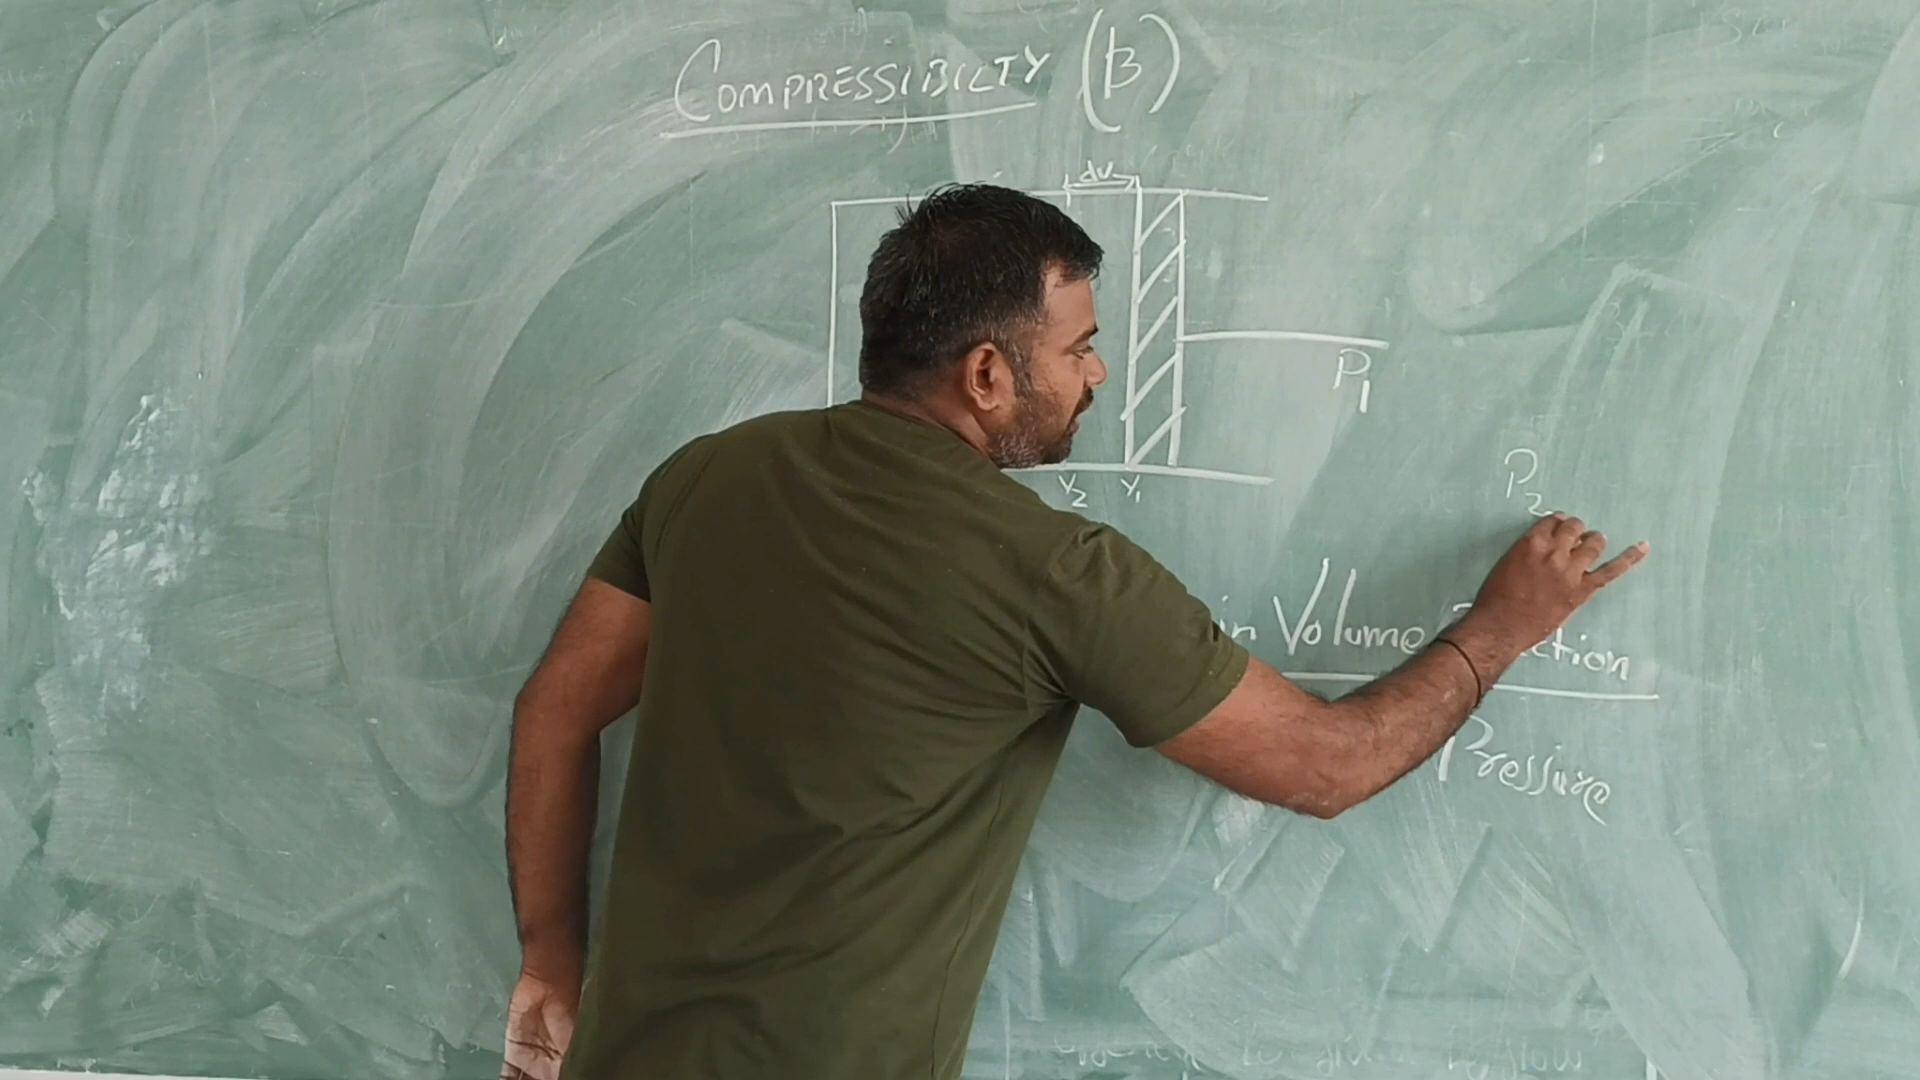 COMPRESSIBILTY (B)
dv
P1
V2 V1
P2
in Volume
Pressure